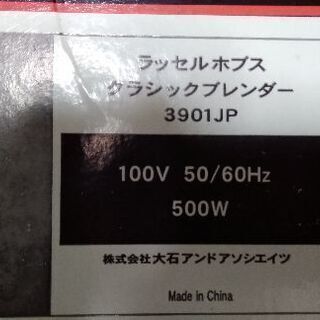 ラッセルホブス
クラシックブレンダー
3901JP
100V 50/60Hz
500W
株式会社大石アンドアソシエイツ
Made in China